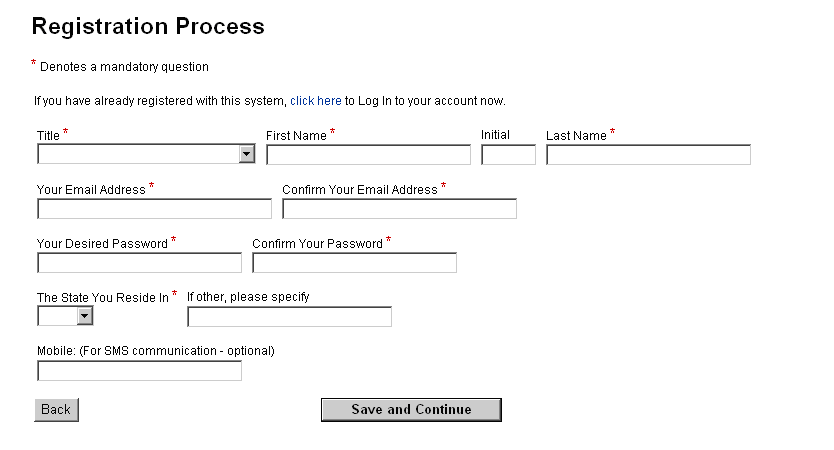 Registration Process
* Denotes a mandatory question
If you have already registered with this system, click here to Log In to your account now.
Title * First Name * Initial Last Name *
Your Email Address * Confirm Your Email Address *
Your Desired Password * Confirm Your Password *
The State You Reside In * If other, please specify
Mobile: (For SMS communication - optional)
Back Save and Continue